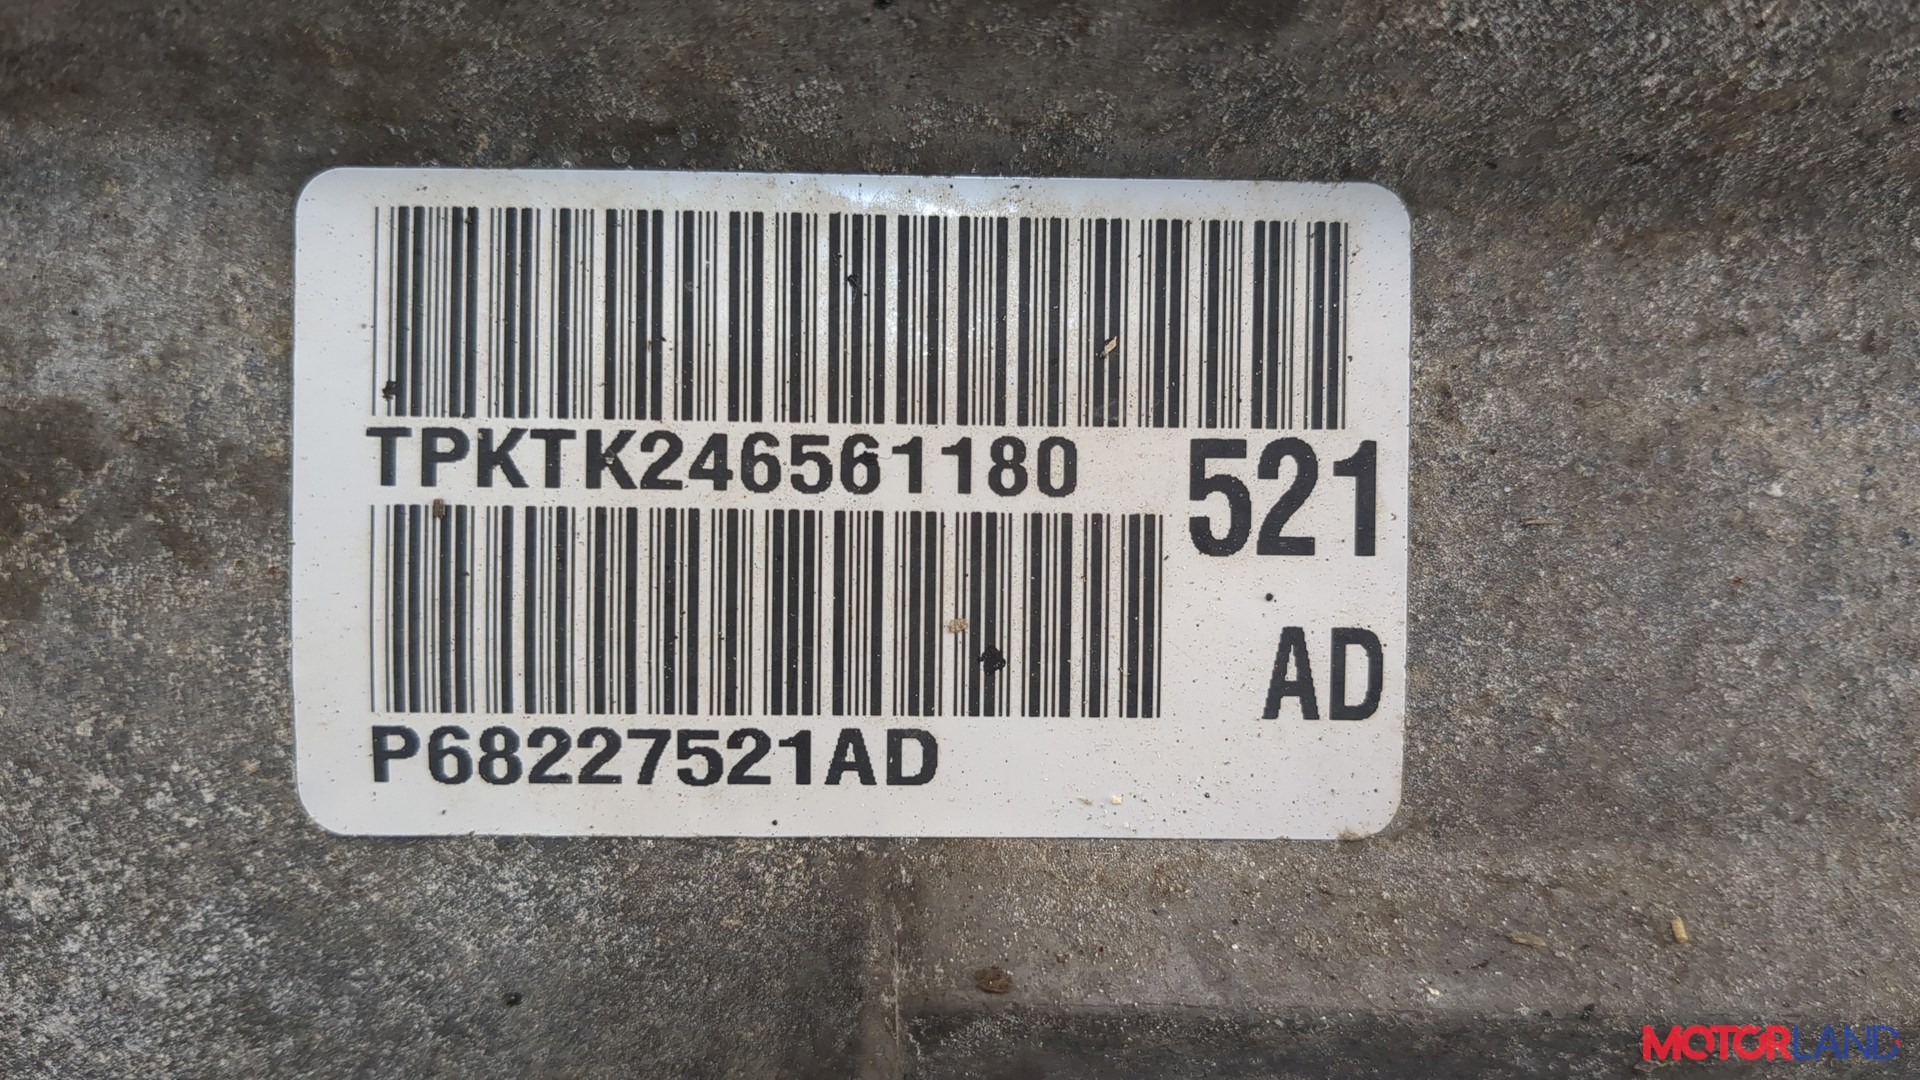 TPKTK246561180
521
AD
P68227521AD
MOTORLAND